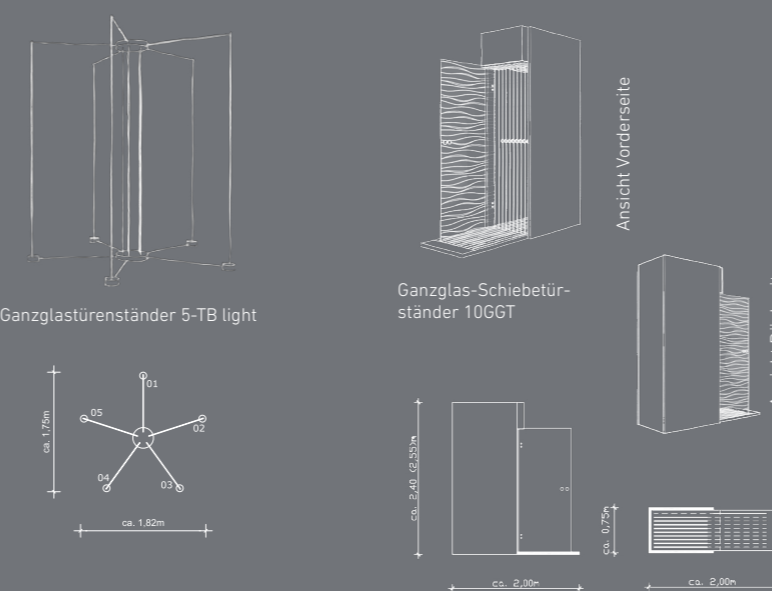 Ansicht Vorderseite
Ganzglastürenständer 5-TB light
Ganzglas-Schiebetür-
ständer 10GGT
01
02
03
04
05
ca. 1,75m
ca. 1,82m
ca. 2,40 (2,55)m
ca. 2,00m
ca. 0,75m
ca. 2,00m